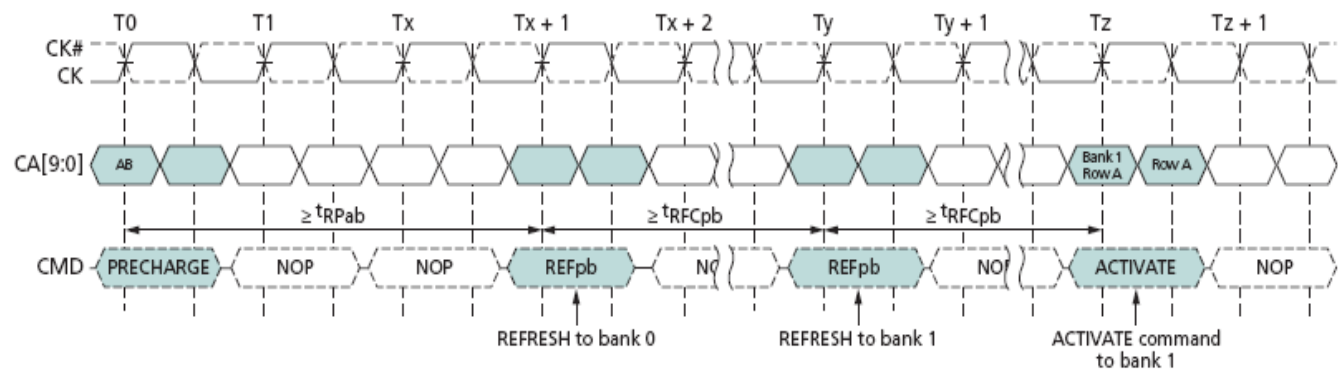 T0 T1 Tx Tx + 1 Tx + 2 Ty Ty + 1 Tz Tz + 1
CK#
CK
CA[9:0] AB Bank 1 Row A Row A
≥ tRPab ≥ tRFCpb ≥ tRFCpb
CMD PRECHARGE NOP NOP REFpb NO REFpb NOP ACTIVATE NOP
REFRESH to bank 0 REFRESH to bank 1 ACTIVATE command
to bank 1